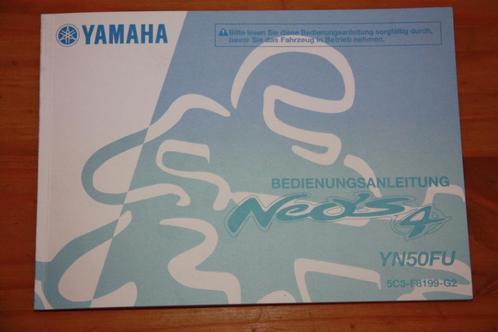 YAMAHA
⚠Bitte lesen Sie diese Bedienungsanleitung sorgfältig durch,
bevor Sie das Fahrzeug in Betrieb nehmen.
BEDIENUNGSANLEITUNG
Neo's 4
YN50FU
5C3-F8199-G2